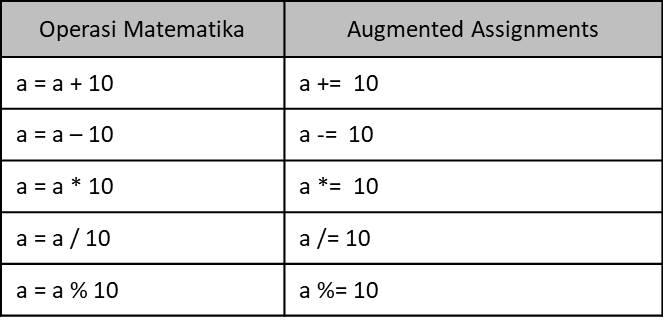 Operasi Matematika Augmented Assignments
a = a + 10 a +=  10
a = a – 10 a -=  10
a = a * 10 a *=  10
a = a / 10 a /= 10
a = a % 10 a %= 10